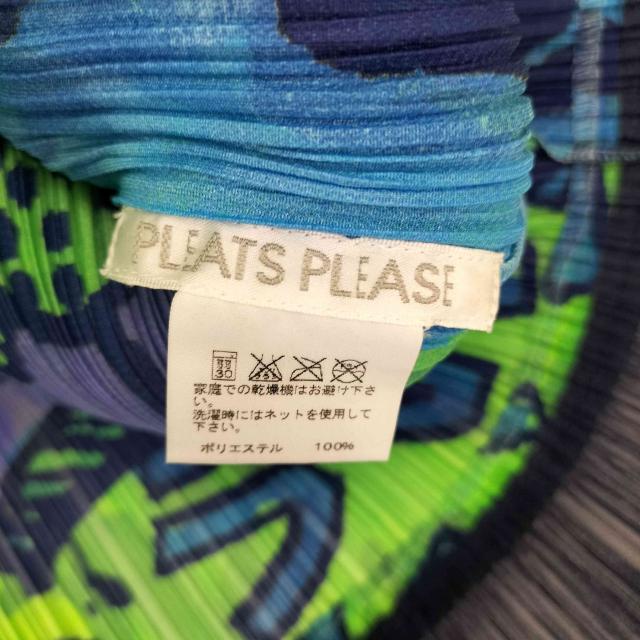 PLEATS PLEASE
弱
30
家庭での乾燥機はお避け下さ
い。
洗濯時にはネットを使用して
下さい。
ポリエステル 100%